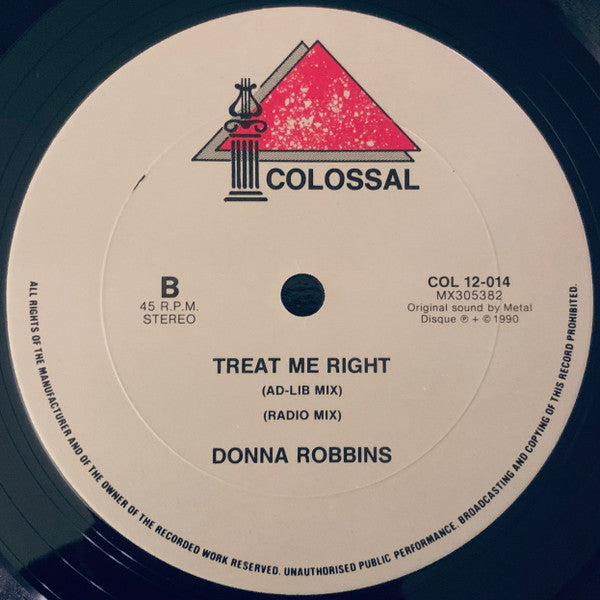 COLOSSAL
B
45 R.P.M.
STEREO
COL 12-014
MX305382
Original sound by Metal
Disque ℗ + © 1990
TREAT ME RIGHT
(AD-LIB MIX)
(RADIO MIX)
DONNA ROBBINS
ALL RIGHTS OF THE MANUFACTURER AND OF THE OWNER OF THE RECORDED WORK RESERVED. UNAUTHORISED PUBLIC PERFORMANCE, BROADCASTING AND COPYING OF THIS RECORD PROHIBITED.